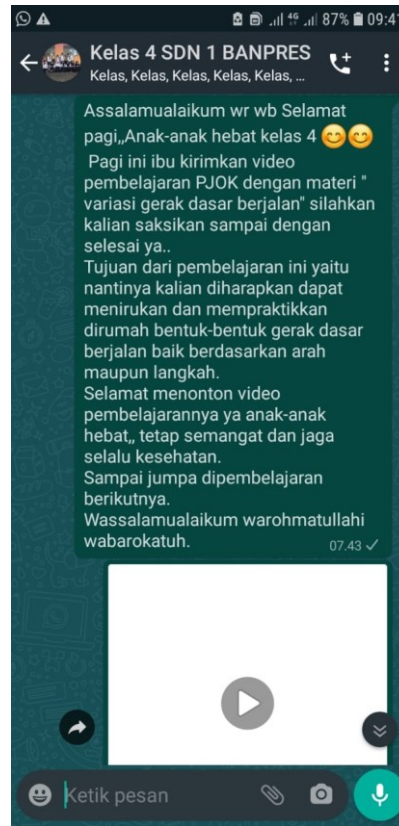 4G 87% 09:41
Kelas 4 SDN 1 BANPRES
Kelas, Kelas, Kelas, Kelas, Kelas, ...
Assalamualaikum wr wb Selamat
pagi,,Anak-anak hebat kelas 4 😊😊
Pagi ini ibu kirimkan video
pembelajaran PJOK dengan materi "
variasi gerak dasar berjalan" silahkan
kalian saksikan sampai dengan
selesai ya..
Tujuan dari pembelajaran ini yaitu
nantinya kalian diharapkan dapat
menirukan dan mempraktikkan
dirumah bentuk-bentuk gerak dasar
berjalan baik berdasarkan arah
maupun langkah.
Selamat menonton video
pembelajarannya ya anak-anak
hebat,, tetap semangat dan jaga
selalu kesehatan.
Sampai jumpa dipembelajaran
berikutnya.
Wassalamualaikum warohmatullahi
wabarokatuh.
07.43
Ketik pesan